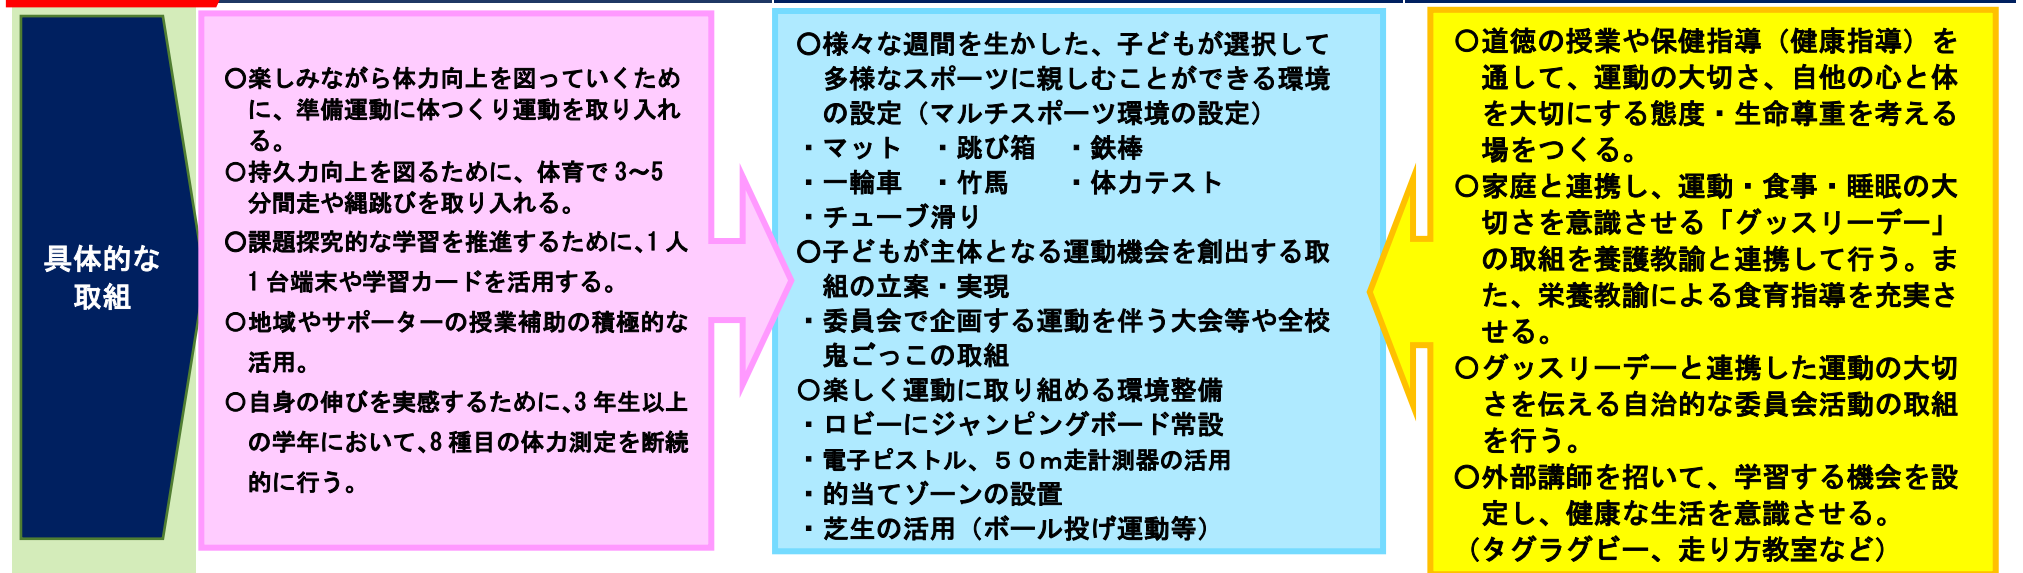 具体的な
取組
〇楽しみながら体力向上を図っていくため
に、準備運動に体つくり運動を取り入れ
る。
〇持久力向上を図るために、体育で3～5
分間走や縄跳びを取り入れる。
〇課題探究的な学習を推進するために、1人
1台端末や学習カードを活用する。
〇地域やサポーターの授業補助の積極的な
活用。
〇自身の伸びを実感するために、3年生以上
の学年において、8種目の体力測定を断続
的に行う。
〇様々な週間を生かした、子どもが選択して
多様なスポーツに親しむことができる環境
の設定（マルチスポーツ環境の設定）
・マット　・跳び箱　・鉄棒
・一輪車　・竹馬　　・体力テスト
・チューブ滑り
〇子どもが主体となる運動機会を創出する取
組の立案・実現
・委員会で企画する運動を伴う大会等や全校
鬼ごっこの取組
〇楽しく運動に取り組める環境整備
・ロビーにジャンピングボード常設
・電子ピストル、５０ｍ走計測器の活用
・的当てゾーンの設置
・芝生の活用（ボール投げ運動等）
〇道徳の授業や保健指導（健康指導）を
通して、運動の大切さ、自他の心と体
を大切にする態度・生命尊重を考える
場をつくる。
〇家庭と連携し、運動・食事・睡眠の大
切さを意識させる「グッスリーデー」
の取組を養護教諭と連携して行う。ま
た、栄養教諭による食育指導を充実さ
せる。
〇グッスリーデーと連携した運動の大切
さを伝える自治的な委員会活動の取組
を行う。
〇外部講師を招いて、学習する機会を設
定し、健康な生活を意識させる。
（タグラグビー、走り方教室など）